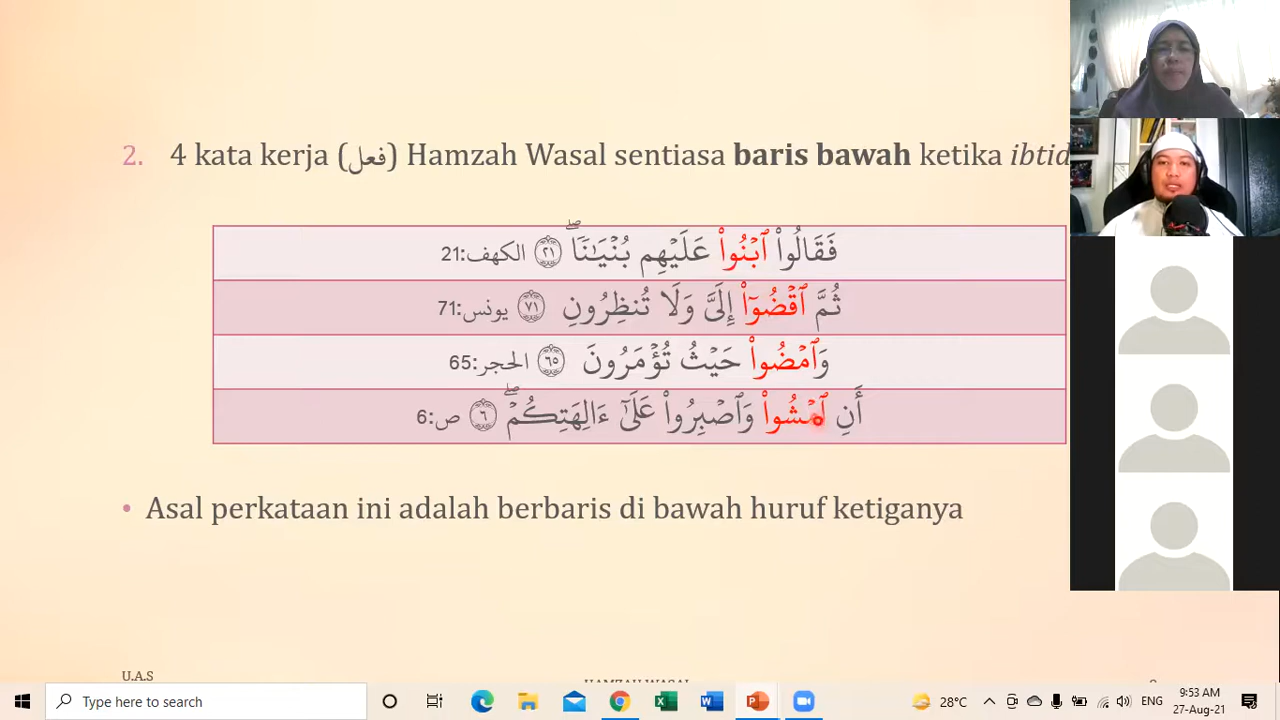 2. 4 kata kerja (فعل) Hamzah Wasal sentiasa baris bawah ketika ibtid
فَقَالُواْ ٱبۡنُواْ عَلَيۡهِم بُنۡيَٰنٗاۖ ٢١ الكهف:21
ثُمَّ ٱقۡضُوٓاْ إِلَيَّ وَلَا تُنظِرُونِ ٧١ يونس:71
وَٱمۡضُواْ حَيۡثُ تُؤۡمَرُونَ ٦٥ الحجر:65
أَنِ ٱمۡشُواْ وَٱصۡبِرُواْ عَلَىٰٓ ءَالِهَتِكُمۡۖ ٦ ص:6
• Asal perkataan ini adalah berbaris di bawah huruf ketiganya
U.A.S
HAMZAH WASAL
Type here to search
28°C
ENG
9:53 AM
27-Aug-21